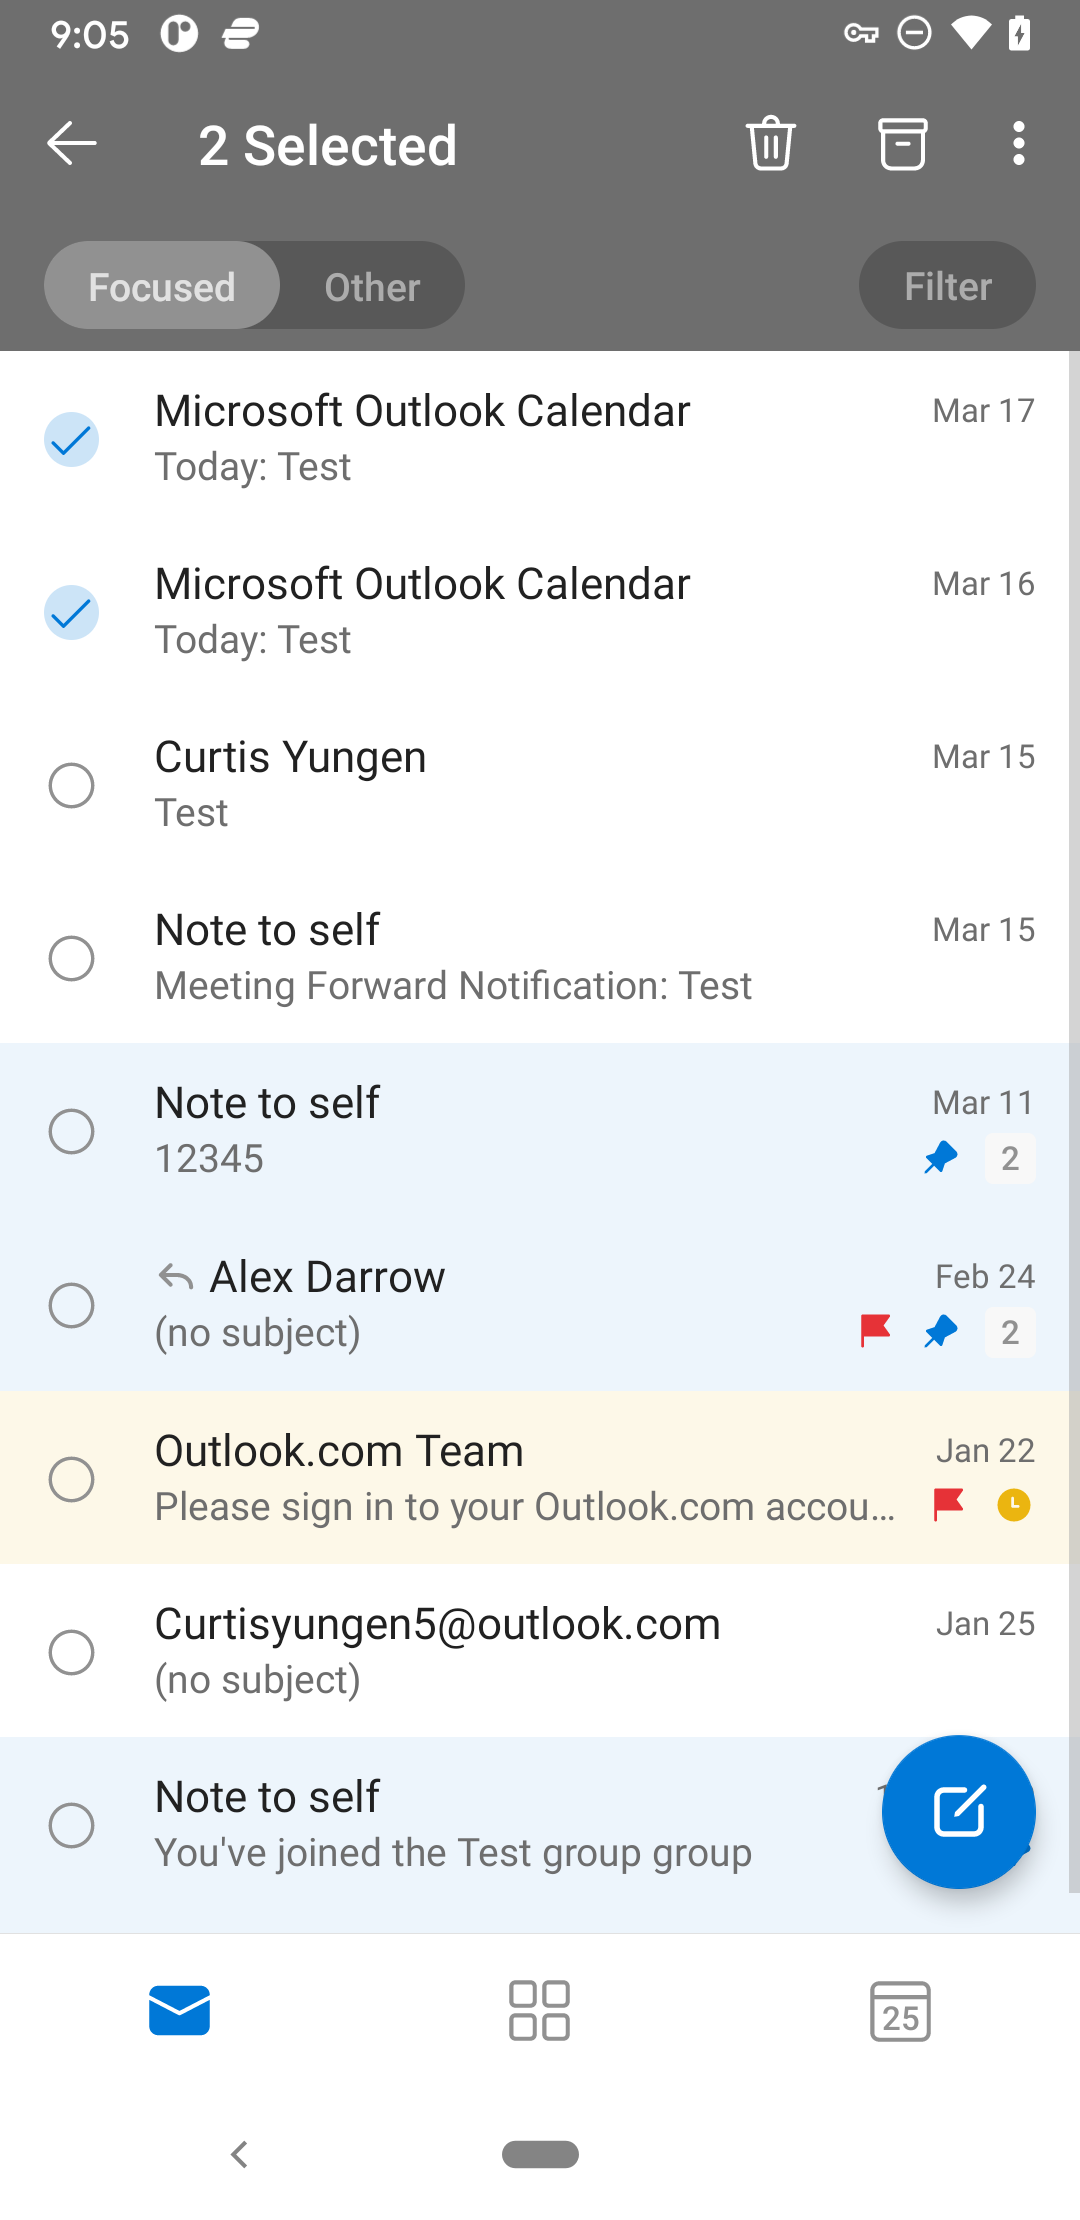 9:05
2 Selected
Focused Other Filter
Microsoft Outlook Calendar Mar 17
Today: Test
Microsoft Outlook Calendar Mar 16
Today: Test
Curtis Yungen Mar 15
Test
Note to self Mar 15
Meeting Forward Notification: Test
Note to self Mar 11
12345 2
Alex Darrow Feb 24
(no subject) 2
Outlook.com Team Jan 22
Please sign in to your Outlook.com accou...
Curtisyungen5@outlook.com Jan 25
(no subject)
Note to self
You've joined the Test group group
25